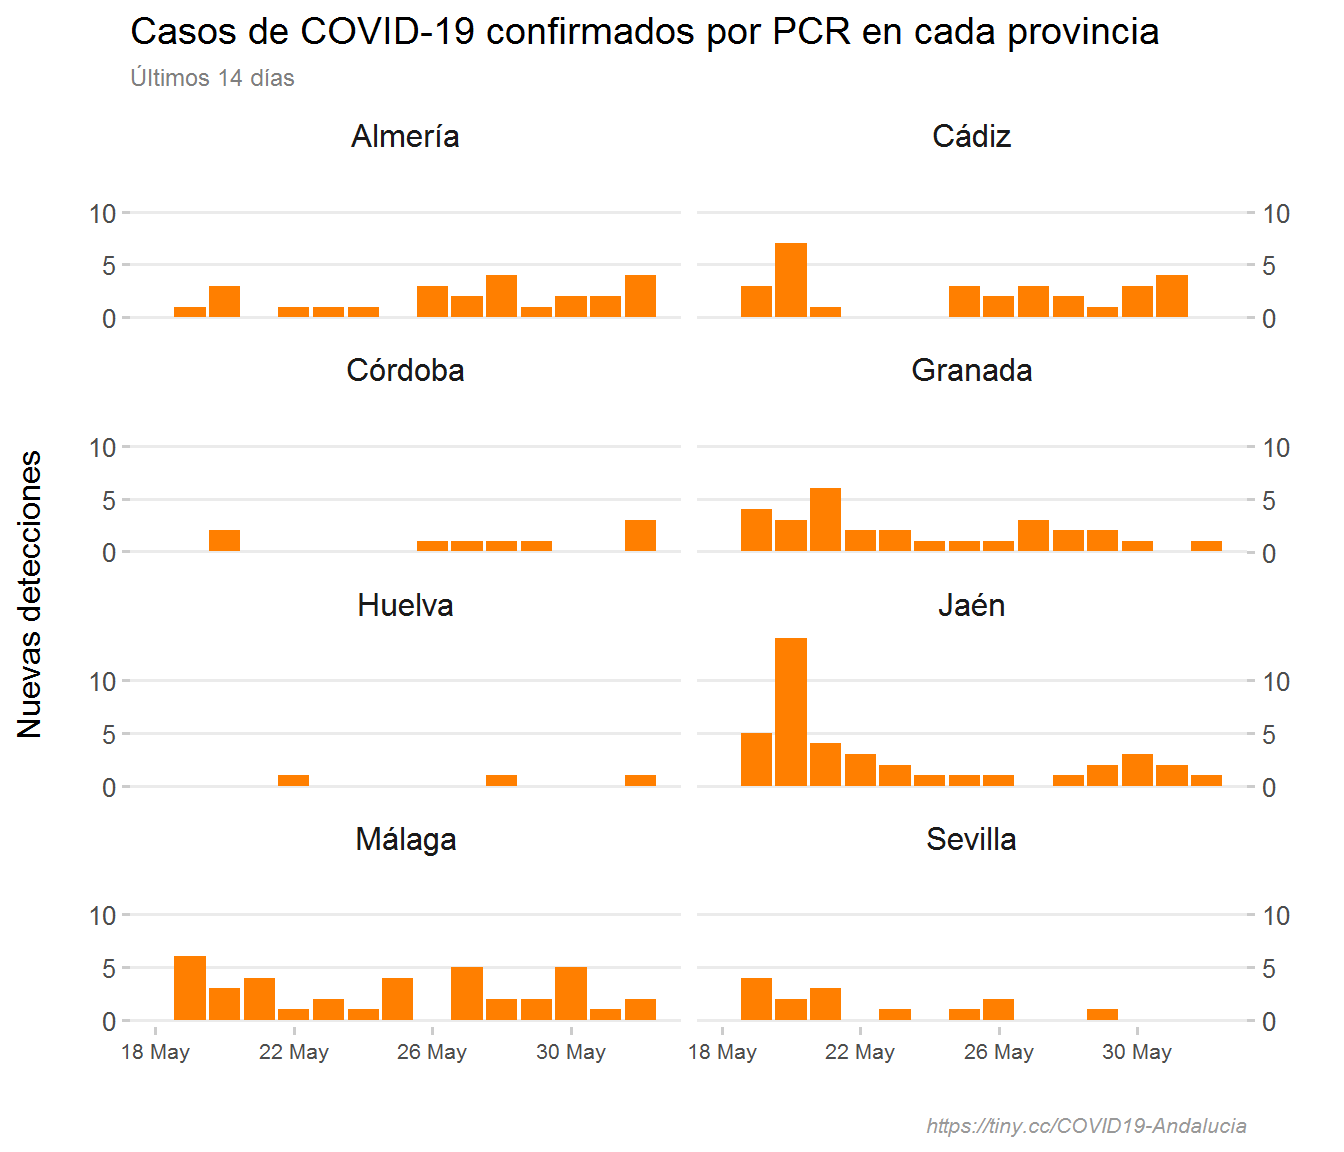 Casos de COVID-19 confirmados por PCR en cada provincia
Últimos 14 días
Almería
Cádiz
10
5
0
10
5
0
Córdoba
Granada
10
5
0
10
5
0
Nuevas detecciones
Huelva
Jaén
10
5
0
10
5
0
Málaga
Sevilla
10
5
0
10
5
0
18 May 22 May 26 May 30 May
18 May 22 May 26 May 30 May
https://tiny.cc/COVID19-Andalucia